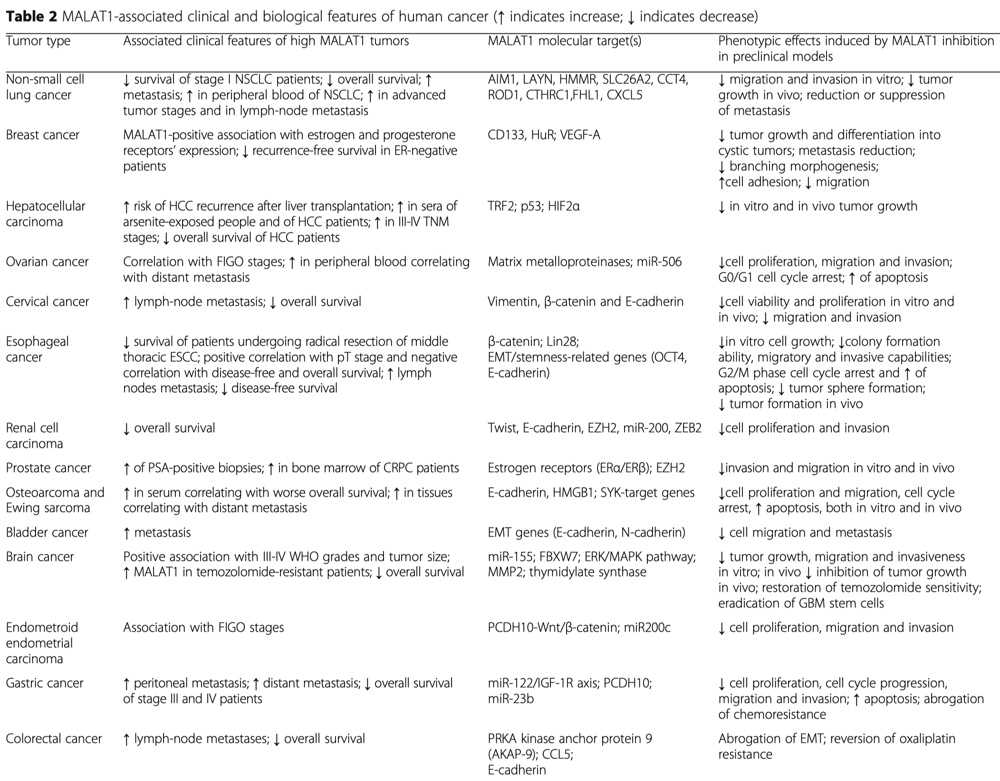 Table 2 MALAT1-associated clinical and biological features of human cancer (↑ indicates increase; ↓ indicates decrease)
Tumor type
Associated clinical features of high MALAT1 tumors
MALAT1 molecular target(s)
Phenotypic effects induced by MALAT1 inhibition
in preclinical models
Non-small cell
lung cancer
↓ survival of stage I NSCLC patients; ↓ overall survival; ↑
metastasis; ↑ in peripheral blood of NSCLC; ↑ in advanced
tumor stages and in lymph-node metastasis
AIM1, LAYN, HMMR, SLC26A2, CCT4,
ROD1, CTHRC1,FHL1, CXCL5
↓ migration and invasion in vitro; ↓ tumor
growth in vivo; reduction or suppression
of metastasis
Breast cancer
MALAT1-positive association with estrogen and progesterone
receptors’ expression; ↓ recurrence-free survival in ER-negative
patients
CD133, HuR; VEGF-A
↓ tumor growth and differentiation into
cystic tumors; metastasis reduction;
↓ branching morphogenesis;
↑cell adhesion; ↓ migration
Hepatocellular
carcinoma
↑ risk of HCC recurrence after liver transplantation; ↑ in sera of
arsenite-exposed people and of HCC patients; ↑ in III-IV TNM
stages; ↓ overall survival of HCC patients
TRF2; p53; HIF2α
↓ in vitro and in vivo tumor growth
Ovarian cancer
Correlation with FIGO stages; ↑ in peripheral blood correlating
with distant metastasis
Matrix metalloproteinases; miR-506
↓cell proliferation, migration and invasion;
G0/G1 cell cycle arrest; ↑ of apoptosis
Cervical cancer
↑ lymph-node metastasis; ↓ overall survival
Vimentin, β-catenin and E-cadherin
↓cell viability and proliferation in vitro and
in vivo; ↓ migration and invasion
Esophageal
cancer
↓ survival of patients undergoing radical resection of middle
thoracic ESCC; positive correlation with pT stage and negative
correlation with disease-free and overall survival; ↑ lymph
nodes metastasis; ↓ disease-free survival
β-catenin; Lin28;
EMT/stemness-related genes (OCT4,
E-cadherin)
↓in vitro cell growth; ↓colony formation
ability, migratory and invasive capabilities;
G2/M phase cell cycle arrest and ↑ of
apoptosis; ↓ tumor sphere formation;
↓ tumor formation in vivo
Renal cell
carcinoma
↓ overall survival
Twist, E-cadherin, EZH2, miR-200, ZEB2
↓cell proliferation and invasion
Prostate cancer
↑ of PSA-positive biopsies; ↑ in bone marrow of CRPC patients
Estrogen receptors (ERα/ERβ); EZH2
↓invasion and migration in vitro and in vivo
Osteoarcoma and
Ewing sarcoma
↑ in serum correlating with worse overall survival; ↑ in tissues
correlating with distant metastasis
E-cadherin, HMGB1; SYK-target genes
↓cell proliferation and migration, cell cycle
arrest, ↑ apoptosis, both in vitro and in vivo
Bladder cancer
↑ metastasis
EMT genes (E-cadherin, N-cadherin)
↓ cell migration and metastasis
Brain cancer
Positive association with III-IV WHO grades and tumor size;
↑ MALAT1 in temozolomide-resistant patients; ↓ overall survival
miR-155; FBXW7; ERK/MAPK pathway;
MMP2; thymidylate synthase
↓ tumor growth, migration and invasiveness
in vitro; in vivo ↓ inhibition of tumor growth
in vivo; restoration of temozolomide sensitivity;
eradication of GBM stem cells
Endometroid
endometrial
carcinoma
Association with FIGO stages
PCDH10-Wnt/β-catenin; miR200c
↓ cell proliferation, migration and invasion
Gastric cancer
↑ peritoneal metastasis; ↑ distant metastasis; ↓ overall survival
of stage III and IV patients
miR-122/IGF-1R axis; PCDH10;
miR-23b
↓ cell proliferation, cell cycle progression,
migration and invasion; ↑ apoptosis; abrogation
of chemoresistance
Colorectal cancer
↑ lymph-node metastases; ↓ overall survival
PRKA kinase anchor protein 9
(AKAP-9); CCL5;
E-cadherin
Abrogation of EMT; reversion of oxaliplatin
resistance